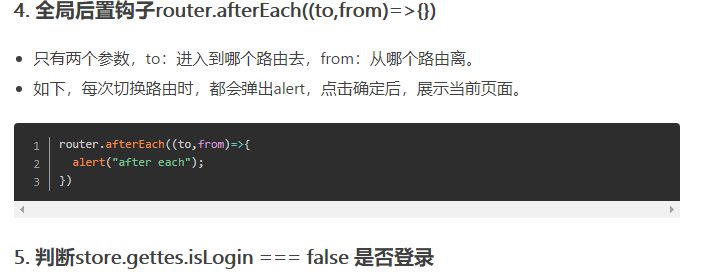 4. 全局后置钩子router.afterEach((to,from)=>{})
只有两个参数，to：进入到哪个路由去，from：从哪个路由离。
如下，每次切换路由时，都会弹出alert，点击确定后，展示当前页面。
1 router.afterEach((to,from)=>{
2   alert("after each");
3 })
5. 判断store.gettes.isLogin === false 是否登录